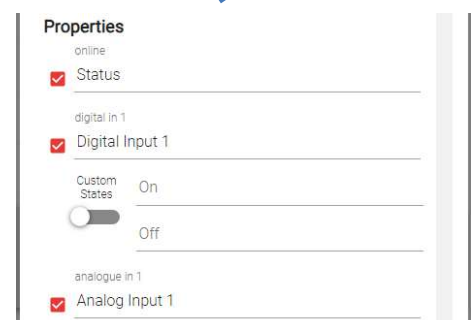 Properties
online
Status
digital in 1
Digital Input 1
Custom
States
On
Off
analogue in 1
Analog Input 1